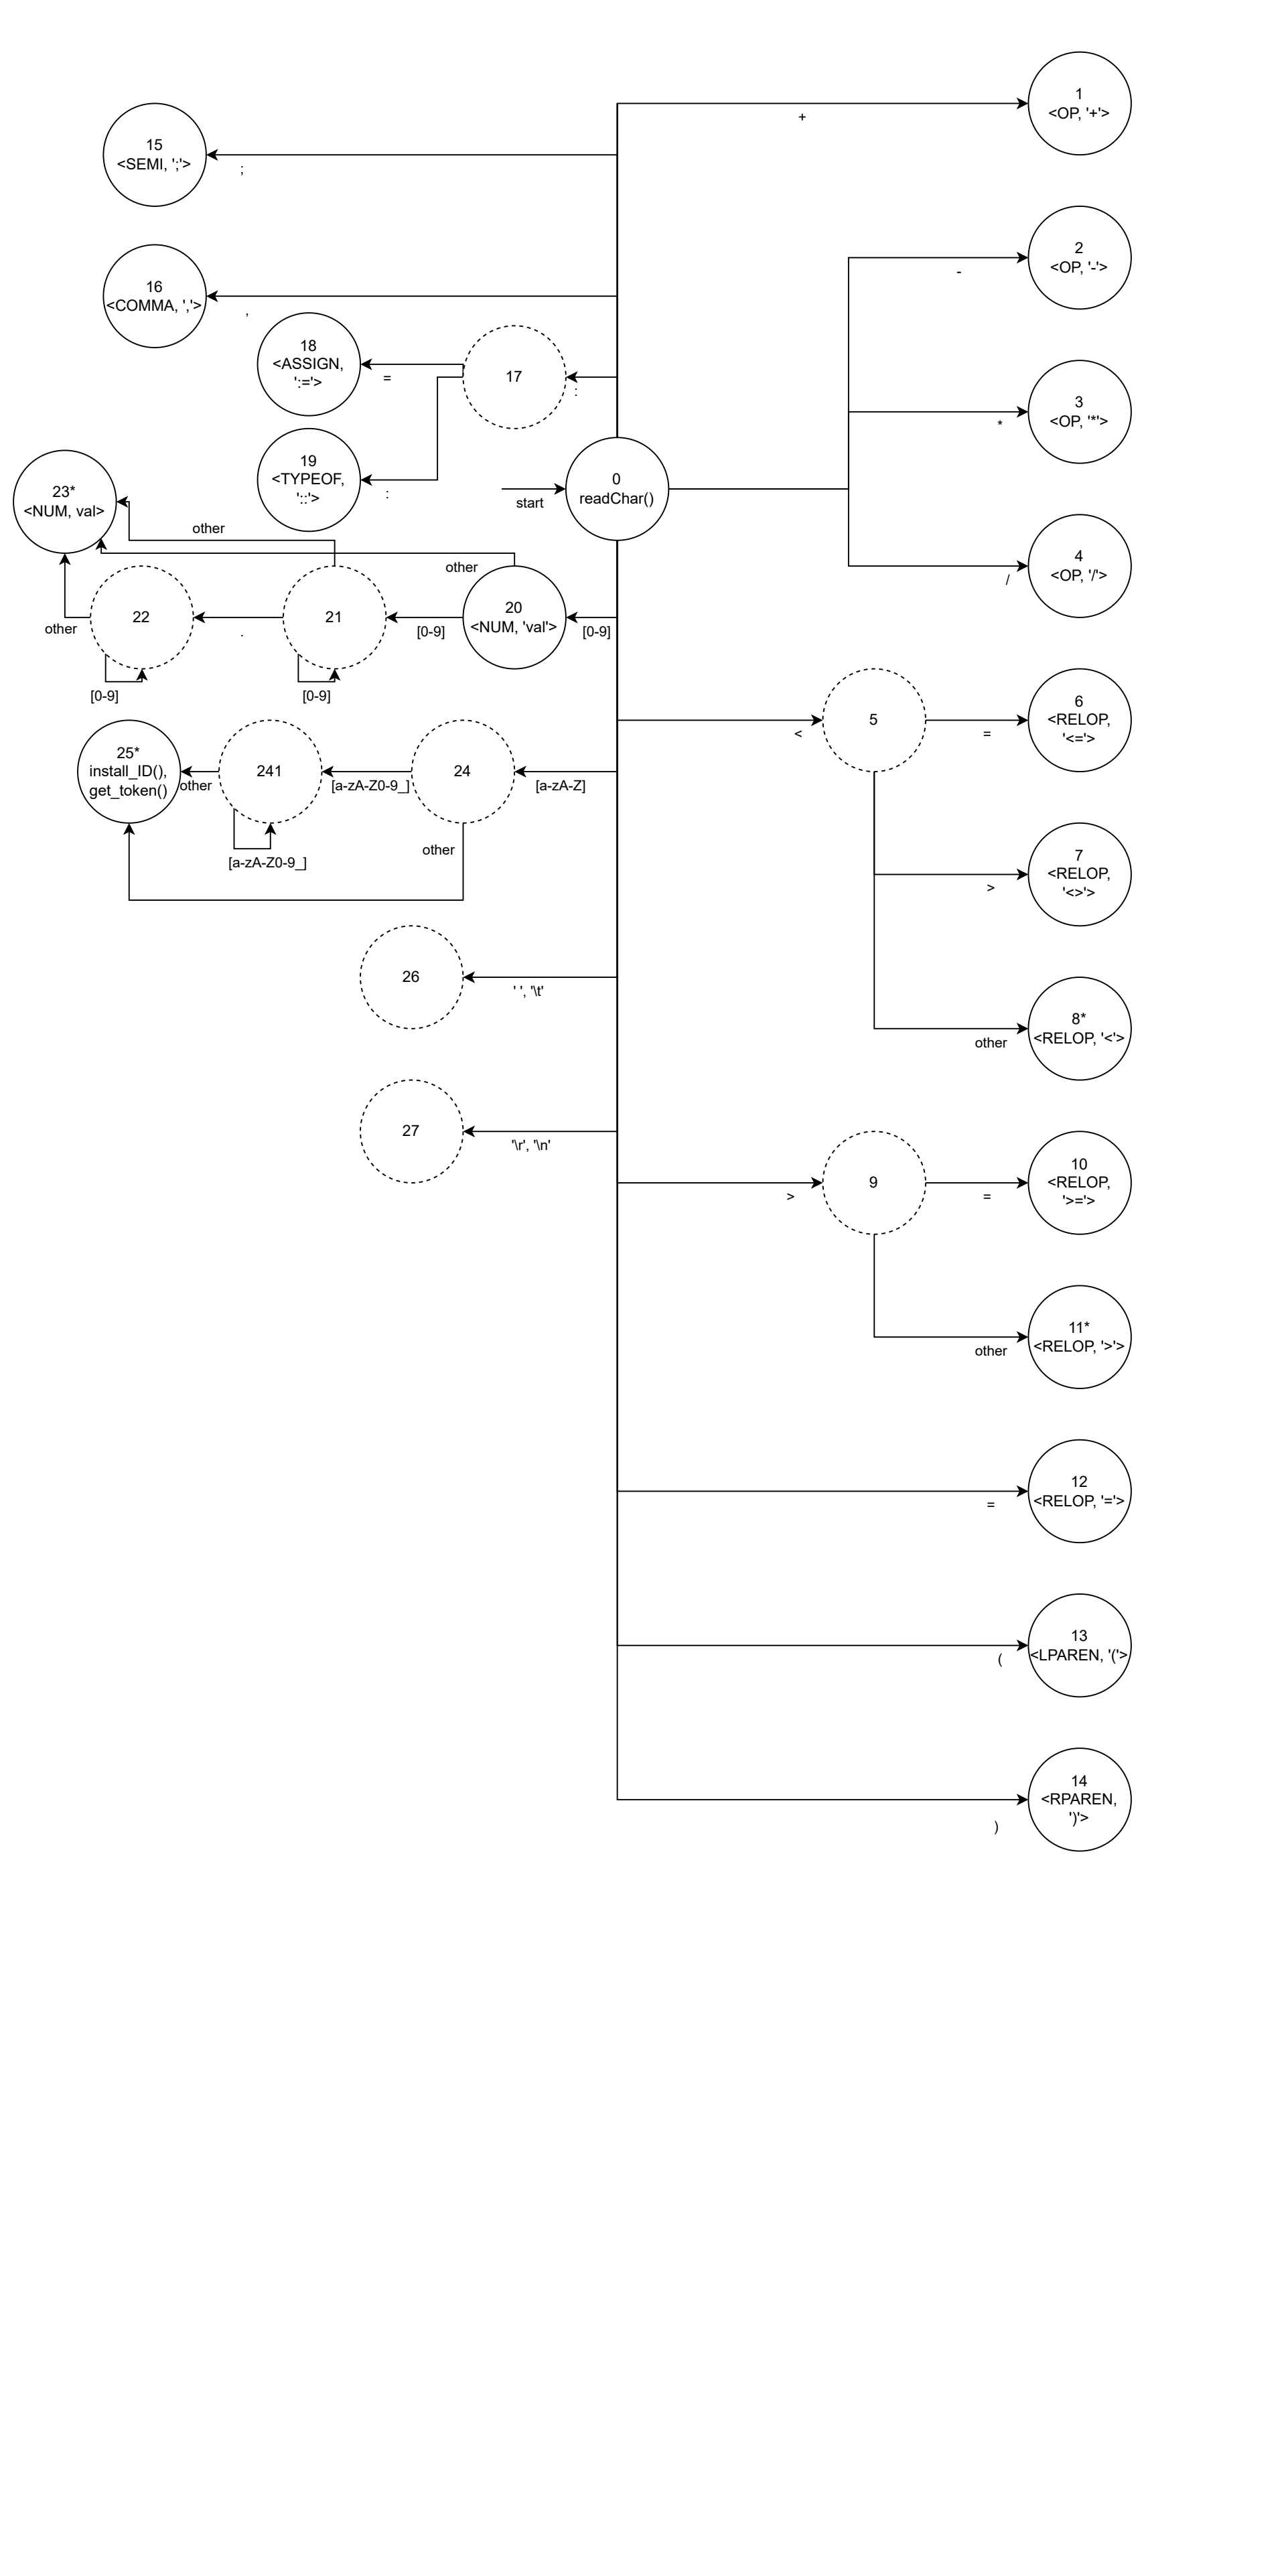 1
<OP, '+'>
+
15
<SEMI, ';'>
;
2
<OP, '-'>
-
16
<COMMA, ','>
,
18
<ASSIGN,
':='>
=
17
:
3
<OP, '*'>
*
19
<TYPEOF,
'::'>
:
0
readChar()
start
23*
<NUM, val>
other
other
4
<OP, '/'>
/
22
21
20
<NUM, 'val'>
other
.
[0-9]
[0-9]
[0-9]
[0-9]
5
<
6
<RELOP,
'<='>
=
25*
install_ID(),
get_token()
other
241
[a-zA-Z0-9_]
24
[a-zA-Z]
other
[a-zA-Z0-9_]
7
<RELOP,
'<>'>
>
26
' ', '\t'
8*
<RELOP, '<'>
other
27
'\r', '\n'
9
>
10
<RELOP,
'>='>
=
11*
<RELOP, '>'>
other
12
<RELOP, '='>
=
13
<LPAREN, '('>
(
14
<RPAREN,
')'>
)